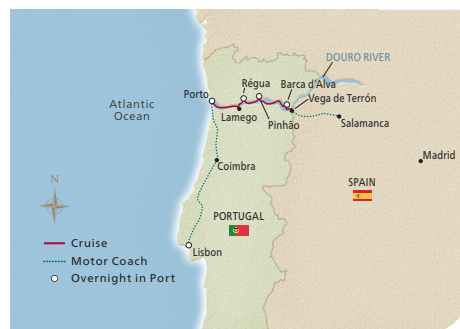 DOURO RIVER
Régua
Barca d'Alva
Porto
Vega de Terrón
Atlantic
Ocean
Lamego
Pinhão
Salamanca
Madrid
Coimbra
N
SPAIN
PORTUGAL
Cruise
Lisbon
Motor Coach
Overnight in Port